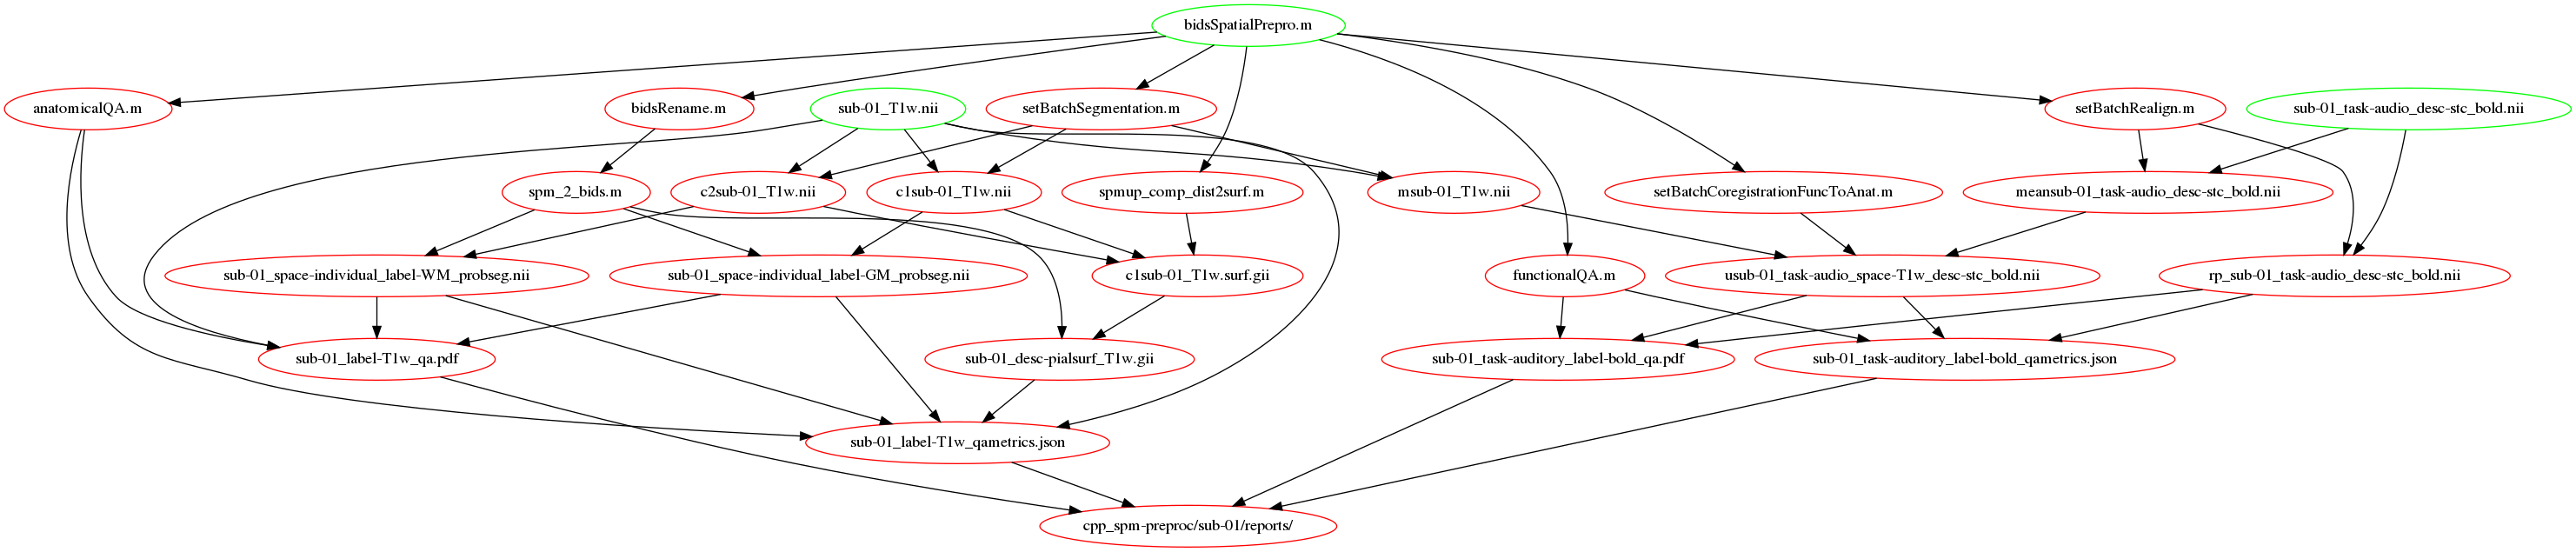 bidsSpatialPrepro.m
anatomicalQA.m
bidsRename.m
sub-01_T1w.nii
setBatchSegmentation.m
setBatchRealign.m
sub-01_task-audio_desc-stc_bold.nii
spm_2_bids.m
c2sub-01_T1w.nii
c1sub-01_T1w.nii
spmup_comp_dist2surf.m
msub-01_T1w.nii
setBatchCoregistrationFuncToAnat.m
meansub-01_task-audio_desc-stc_bold.nii
sub-01_space-individual_label-WM_probseg.nii
sub-01_space-individual_label-GM_probseg.nii
c1sub-01_T1w.surf.gii
functionalQA.m
usub-01_task-audio_space-T1w_desc-stc_bold.nii
rp_sub-01_task-audio_desc-stc_bold.nii
sub-01_label-T1w_qa.pdf
sub-01_desc-pialsurf_T1w.gii
sub-01_task-auditory_label-bold_qa.pdf
sub-01_task-auditory_label-bold_qametrics.json
sub-01_label-T1w_qametrics.json
cpp_spm-preproc/sub-01/reports/